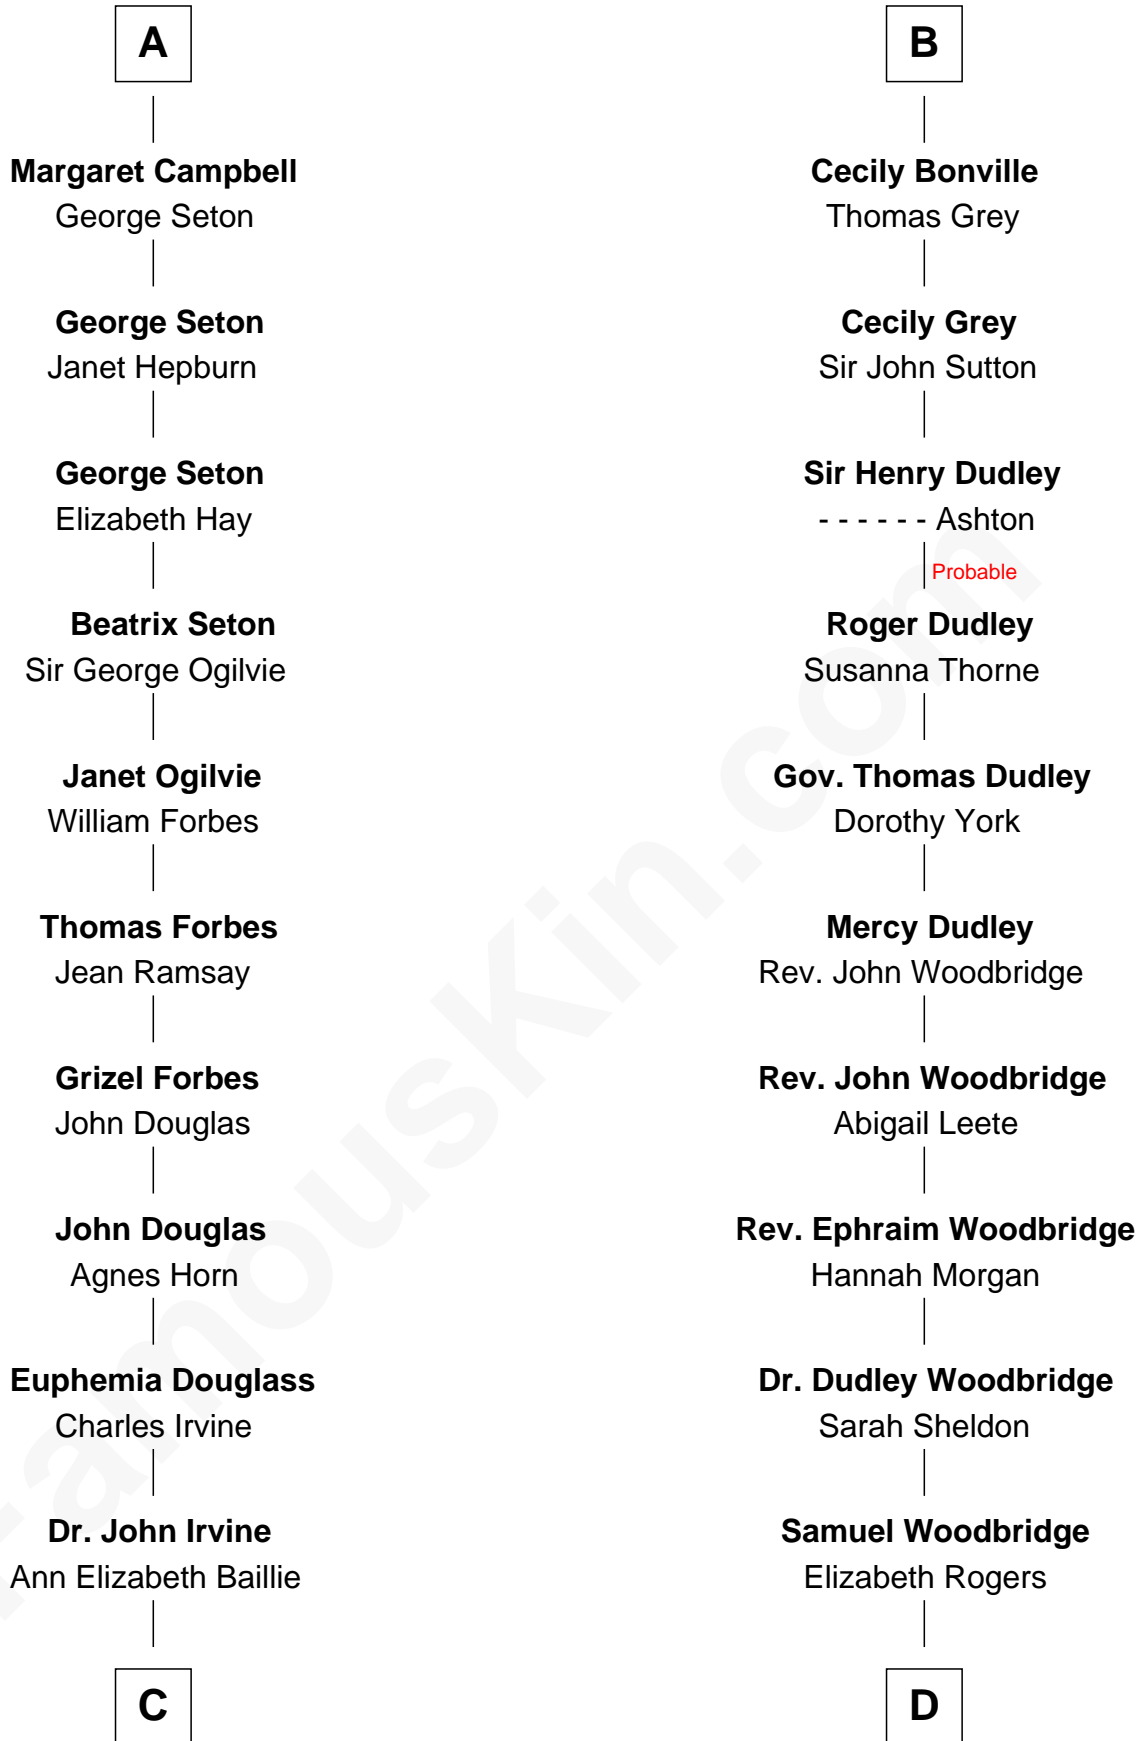 A
Margaret Campbell
George Seton
George Seton
Janet Hepburn
George Seton
Elizabeth Hay
Beatrix Seton
Sir George Ogilvie
Janet Ogilvie
William Forbes
Thomas Forbes
Jean Ramsay
Grizel Forbes
John Douglas
John Douglas
Agnes Horn
Euphemia Douglass
Charles Irvine
Dr. John Irvine
Ann Elizabeth Baillie
C
B
Cecily Bonville
Thomas Grey
Cecily Grey
Sir John Sutton
Sir Henry Dudley
- - - - - - Ashton
Probable
Roger Dudley
Susanna Thorne
Gov. Thomas Dudley
Dorothy York
Mercy Dudley
Rev. John Woodbridge
Rev. John Woodbridge
Abigail Leete
Rev. Ephraim Woodbridge
Hannah Morgan
Dr. Dudley Woodbridge
Sarah Sheldon
Samuel Woodbridge
Elizabeth Rogers
D
FamousKin.com